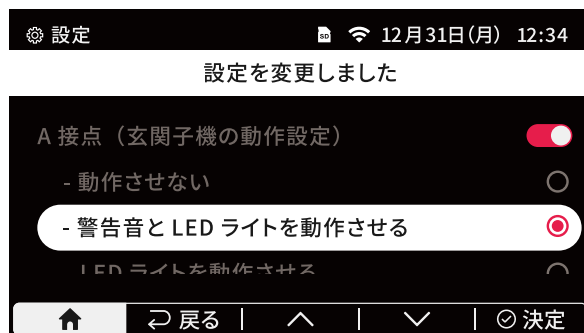 設定 SD 12月31日(月) 12:34
設定を変更しました
A 接点（玄関子機の動作設定）
- 動作させない
- 警告音と LED ライトを動作させる
LED ライトを動作させる
戻る 決定